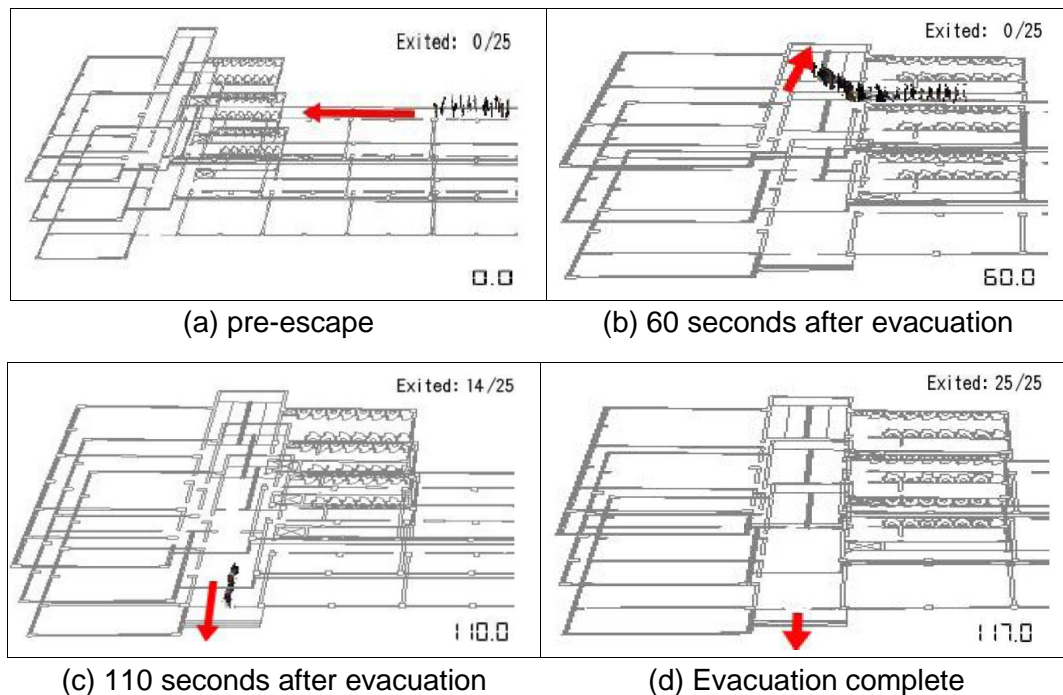 Exited: 0/25
0.0
(a) pre-escape
Exited: 0/25
60.0
(b) 60 seconds after evacuation
Exited: 14/25
110.0
(c) 110 seconds after evacuation
Exited: 25/25
117.0
(d) Evacuation complete